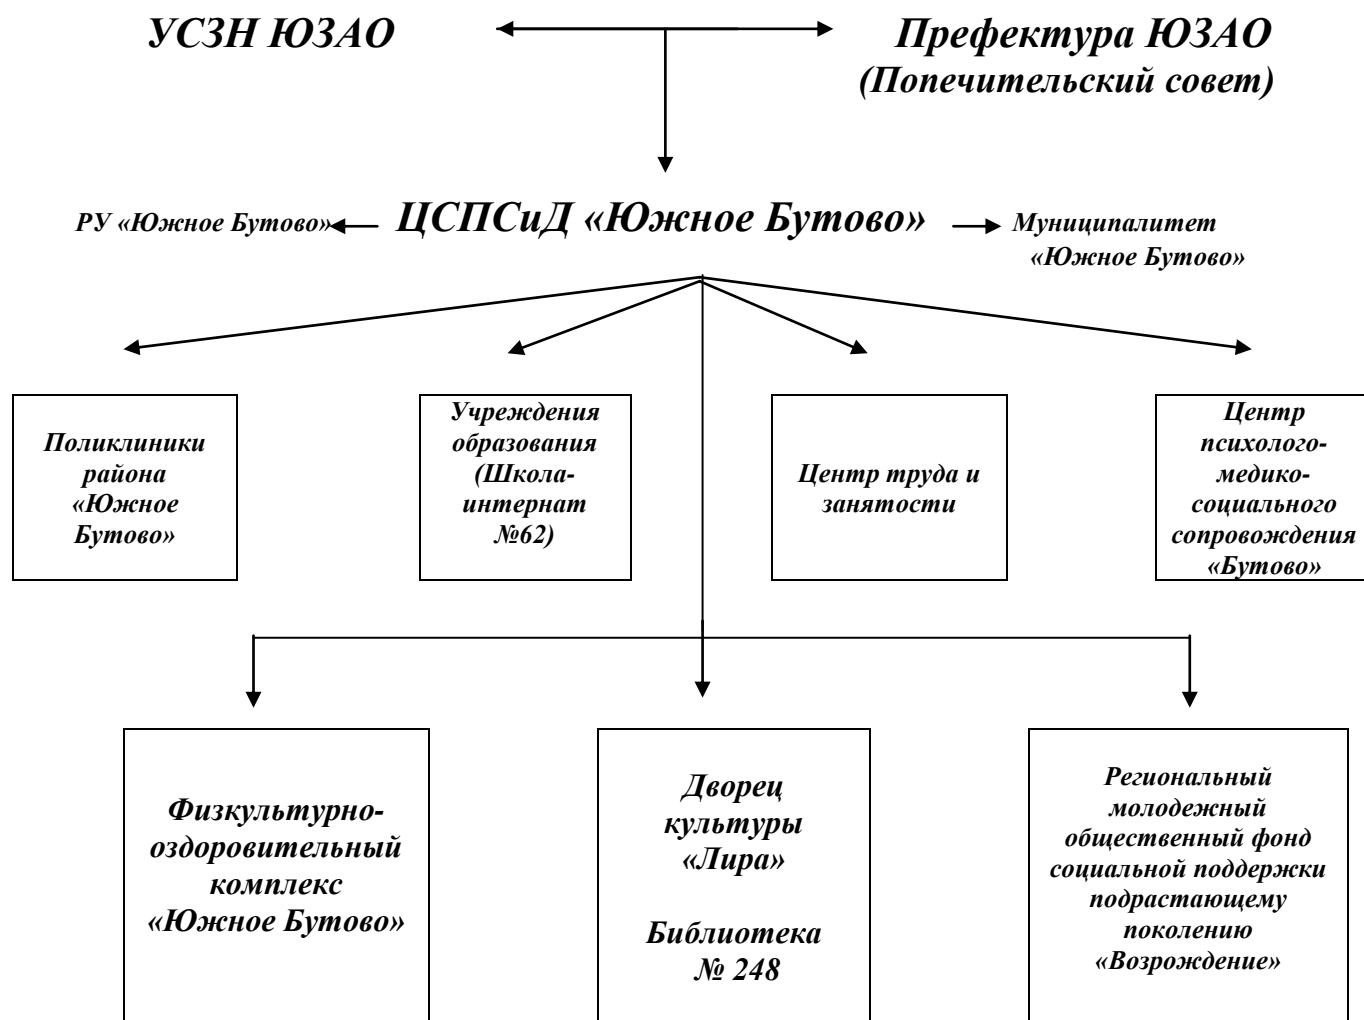 УСЗН ЮЗАО
Префектура ЮЗАО
(Попечительский совет)
РУ «Южное Бутово»
ЦСПСиД «Южное Бутово»
Муниципалитет
«Южное Бутово»
Поликлиники
района
«Южное
Бутово»
Учреждения
образования
(Школа-
интернат
№62)
Центр труда и
занятости
Центр
психолого-
медико-
социального
сопровождения
«Бутово»
Физкультурно-
оздоровительный
комплекс
«Южное Бутово»
Дворец
культуры
«Лира»
Библиотека
№ 248
Региональный
молодежный
общественный фонд
социальной поддержки
подрастающему
поколению
«Возрождение»